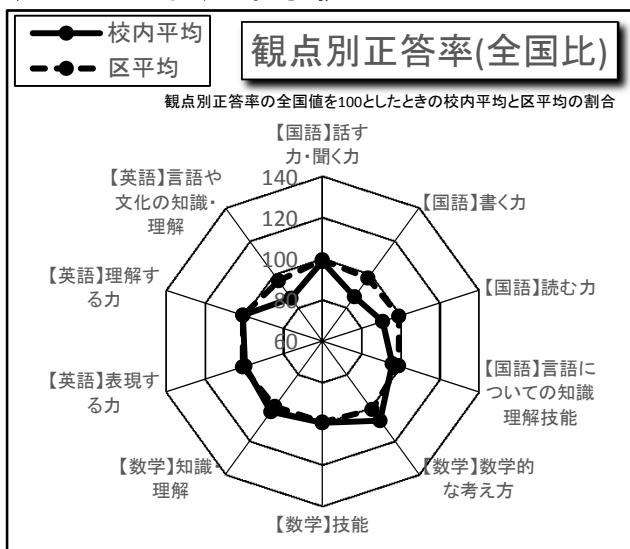 校内平均
区平均
観点別正答率(全国比)
観点別正答率の全国値を100としたときの校内平均と区平均の割合
【国語】話す
力・聞く力
【国語】書く力
【国語】読む力
【国語】言語に
ついての知識
理解技能
【数学】数学的
な考え方
【数学】技能
【数学】知識・
理解
【英語】表現す
る力
【英語】理解す
る力
【英語】言語や
文化の知識・
理解
140
120
100
80
60